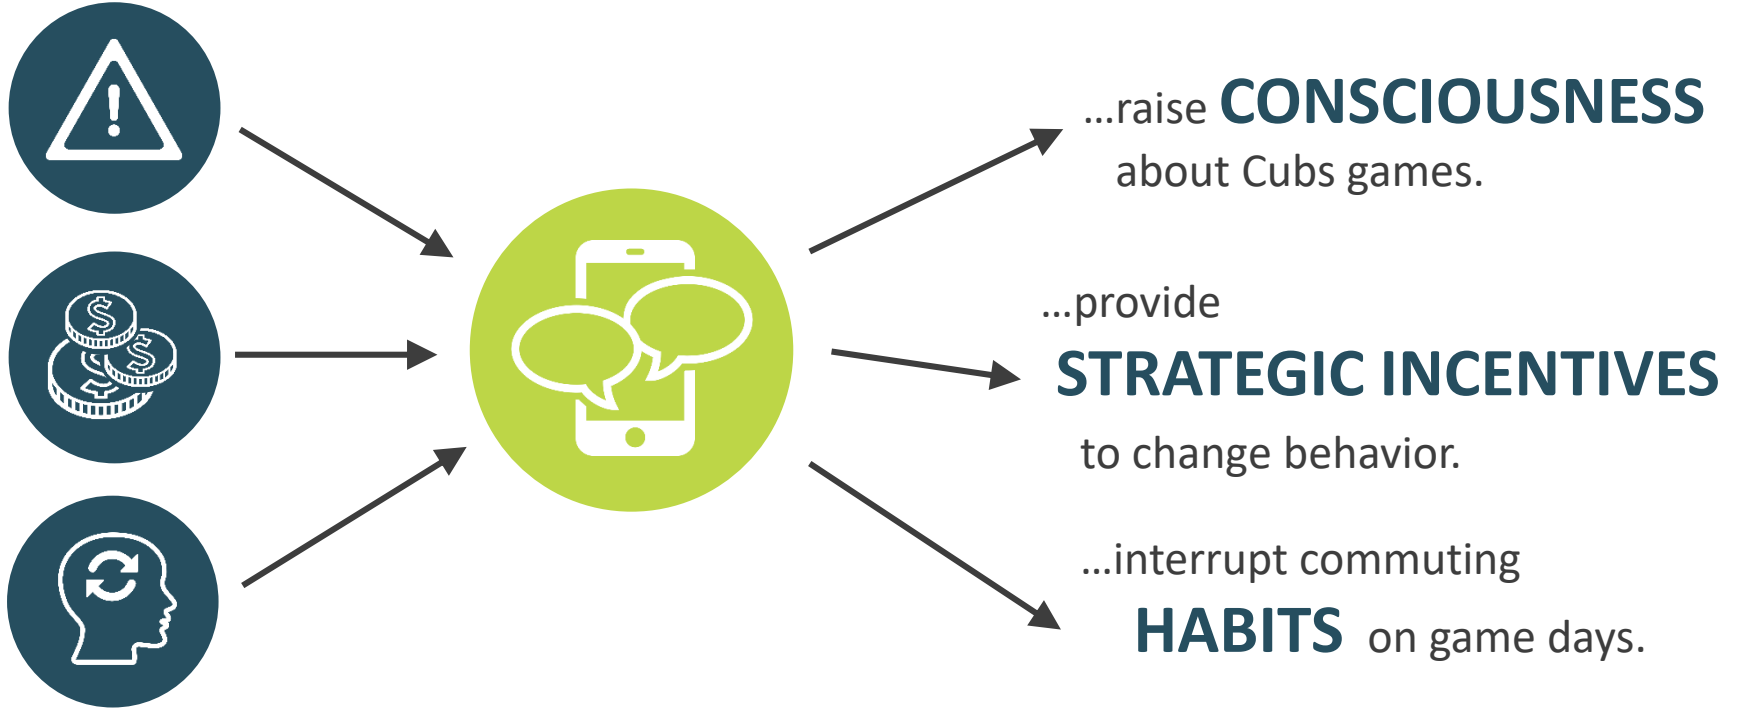 ...raise CONSCIOUSNESS
about Cubs games.
...provide
STRATEGIC INCENTIVES
to change behavior.
...interrupt commuting
HABITS on game days.